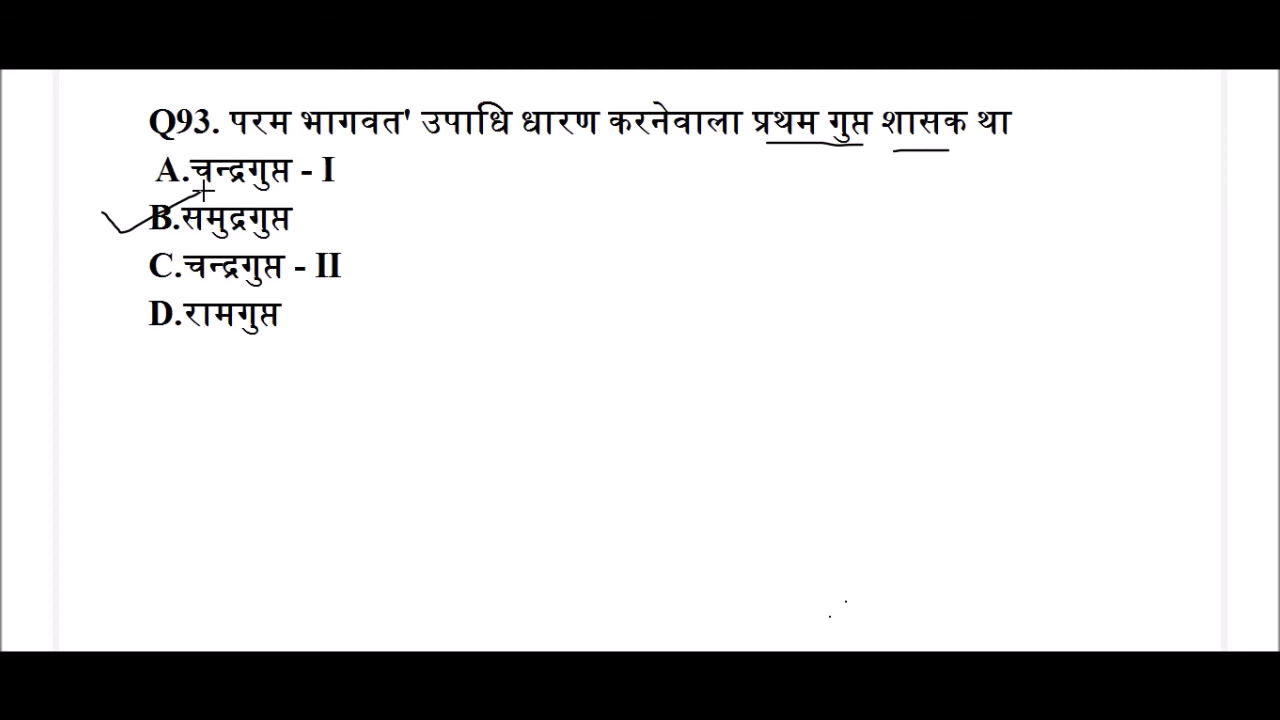 Q93. परम भागवत' उपाधि धारण करनेवाला प्रथम गुप्त शासक था
A.चन्द्रगुप्त - I
B.समुद्रगुप्त
C.चन्द्रगुप्त - II
D.रामगुप्त